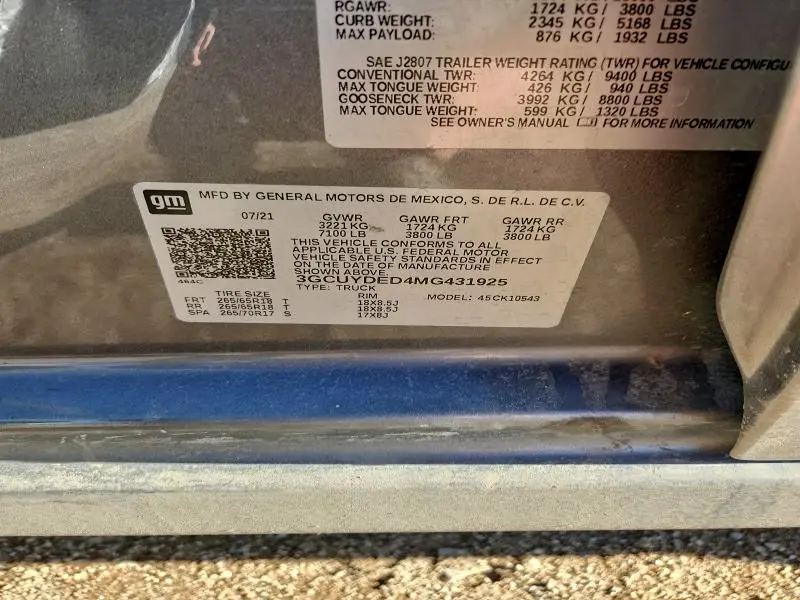 RGAWR: 1724 KG / 3800 LBS
CURB WEIGHT: 2345 KG / 5168 LBS
MAX PAYLOAD: 876 KG / 1932 LBS
SAE J2807 TRAILER WEIGHT RATING (TWR) FOR VEHICLE CONFIGU
CONVENTIONAL TWR: 4264 KG / 9400 LBS
MAX TONGUE WEIGHT: 426 KG / 940 LBS
GOOSENECK TWR: 3992 KG / 8800 LBS
MAX TONGUE WEIGHT: 599 KG / 1320 LBS
SEE OWNER'S MANUAL FOR MORE INFORMATION
gm MFD BY GENERAL MOTORS DE MEXICO, S. DE R.L. DE C.V.
07/21 GVWR GAWR FRT GAWR RR
3221 KG 1724 KG 1724 KG
7100 LB 3800 LB 3800 LB
THIS VEHICLE CONFORMS TO ALL
APPLICABLE U.S. FEDERAL MOTOR
VEHICLE SAFETY STANDARDS IN EFFECT
ON THE DATE OF MANUFACTURE
SHOWN ABOVE.
464C 3GCUYDED4MG431925
TYPE: TRUCK
TIRE SIZE RIM MODEL: 45CK10543
FRT 265/65R18 T 18X8.5J
RR 265/65R18 T 18X8.5J
SPA 265/70R17 S 17X8J